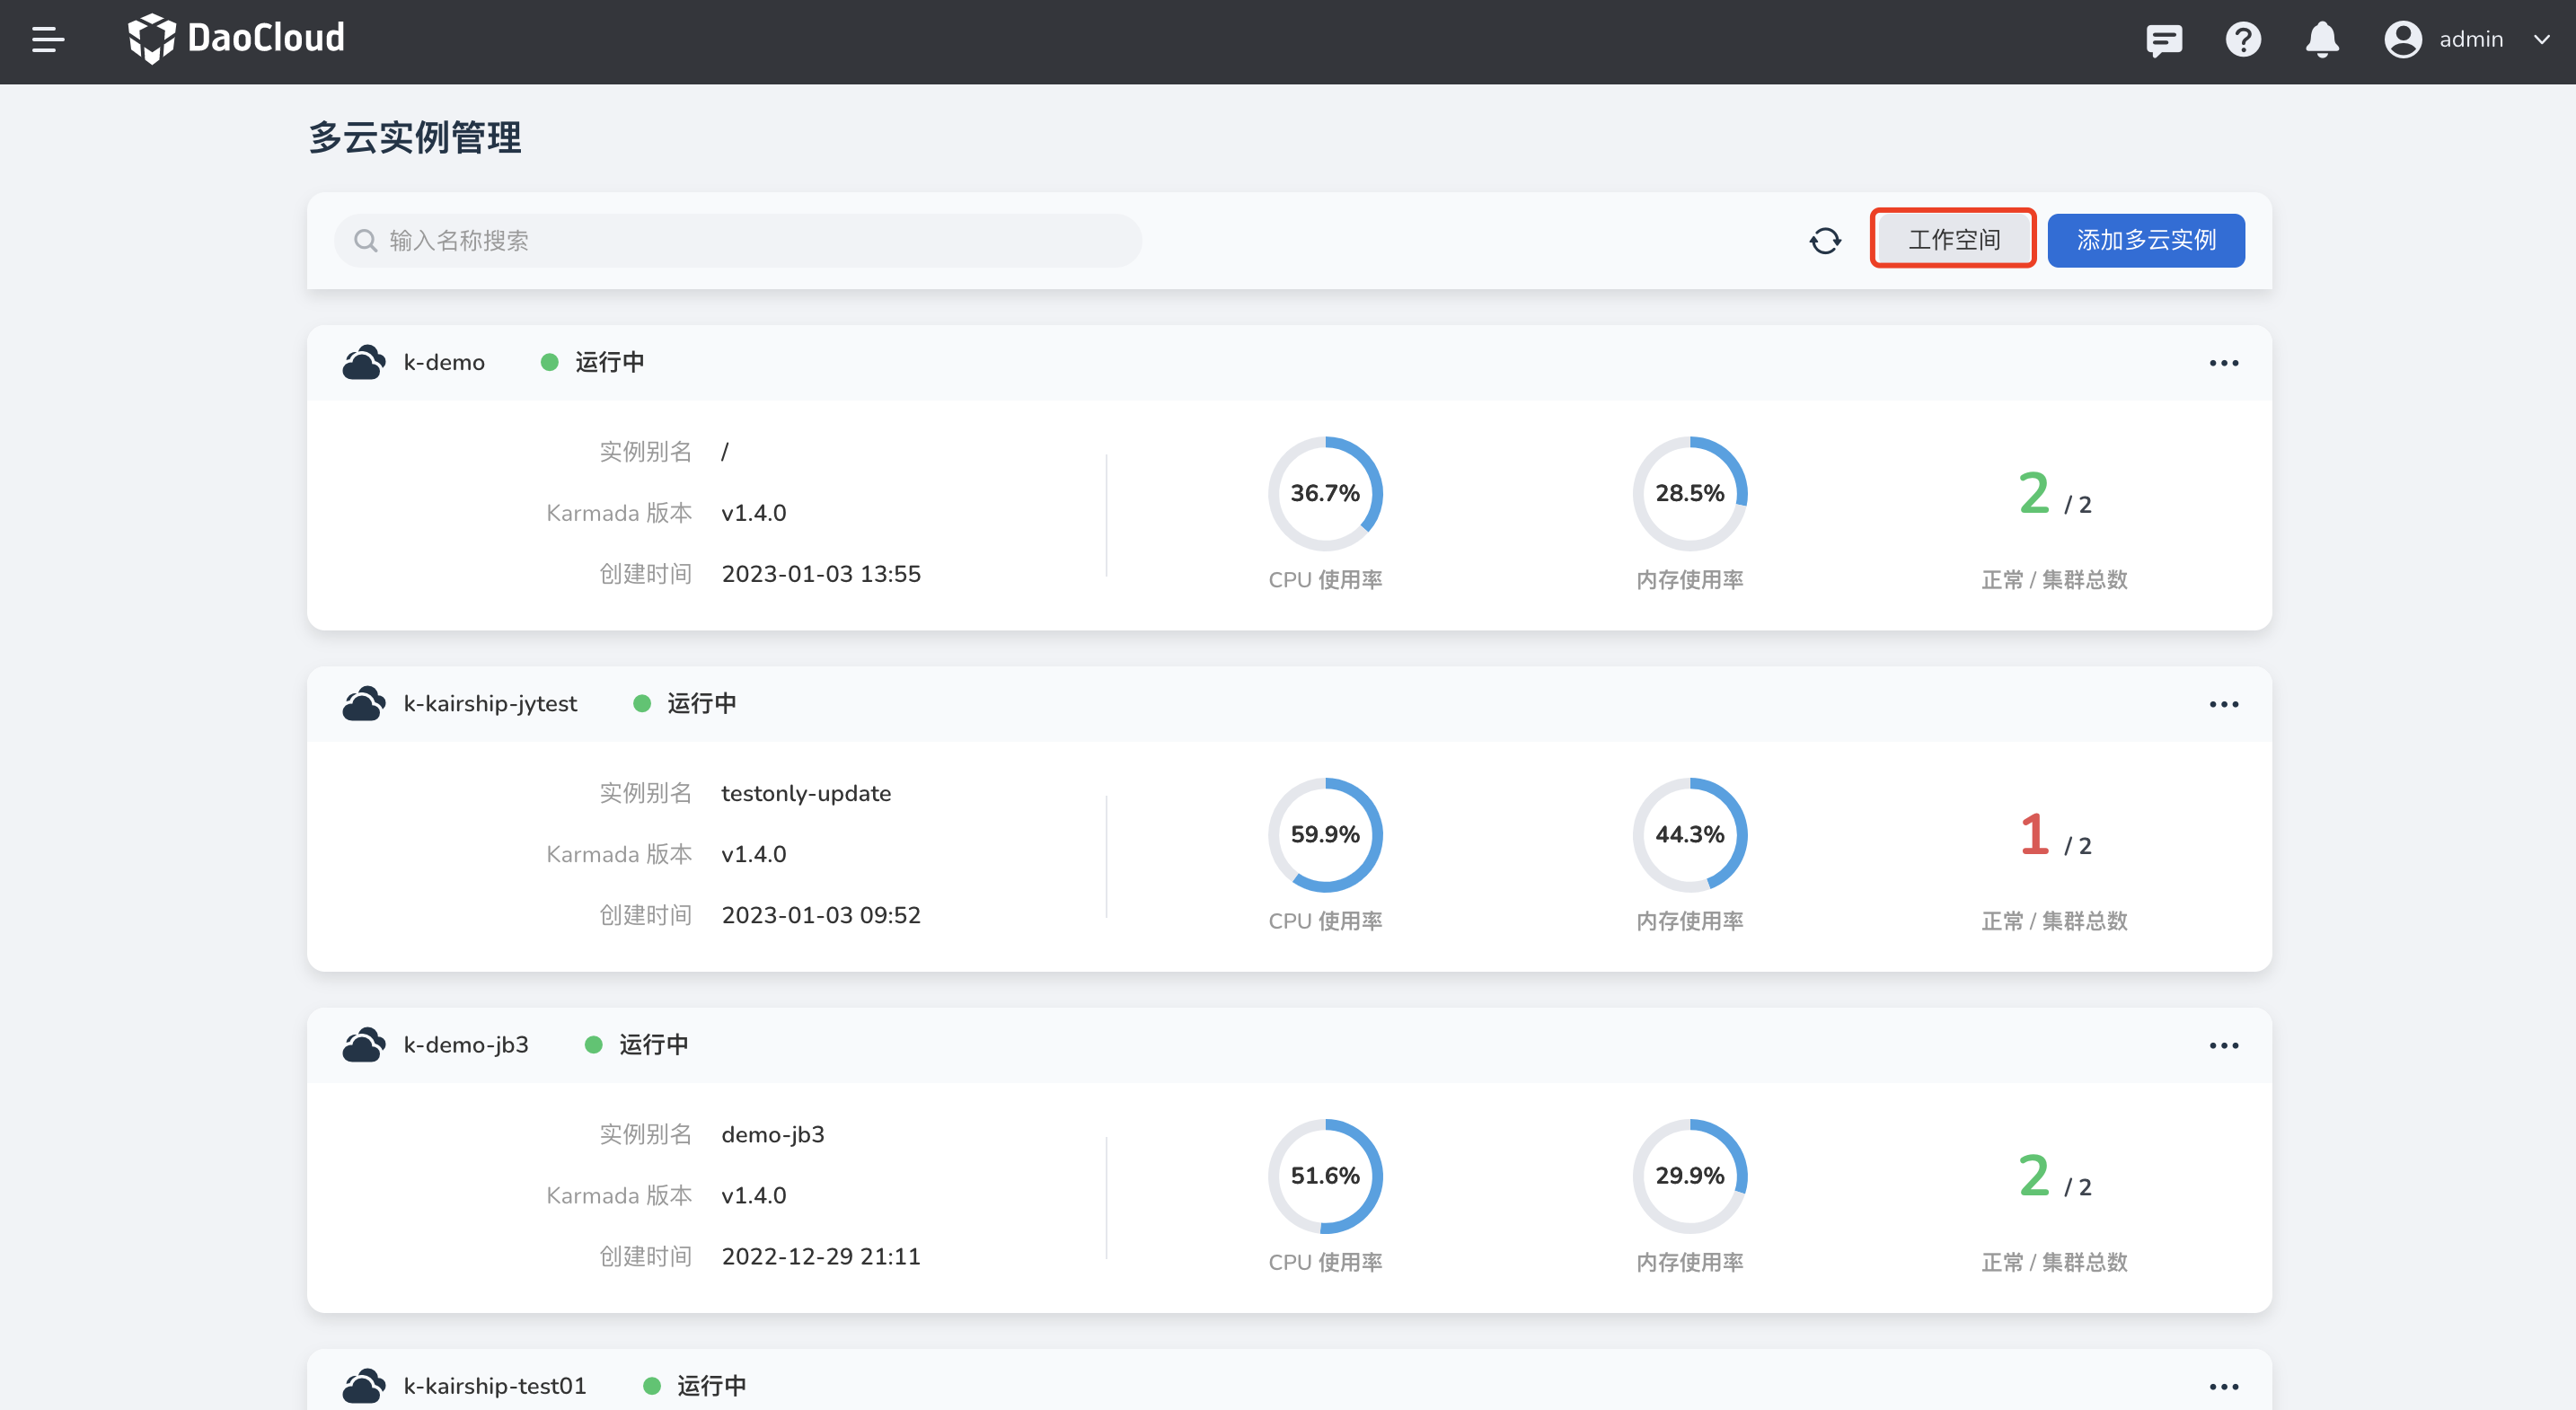 DaoCloud
admin
多云实例管理
输入名称搜索
工作空间
添加多云实例
k-demo
运行中
实例别名 /
Karmada 版本 v1.4.0
创建时间 2023-01-03 13:55
36.7%
CPU 使用率
28.5%
内存使用率
2 / 2
正常 / 集群总数
k-kairship-jytest
运行中
实例别名 testonly-update
Karmada 版本 v1.4.0
创建时间 2023-01-03 09:52
59.9%
CPU 使用率
44.3%
内存使用率
1 / 2
正常 / 集群总数
k-demo-jb3
运行中
实例别名 demo-jb3
Karmada 版本 v1.4.0
创建时间 2022-12-29 21:11
51.6%
CPU 使用率
29.9%
内存使用率
2 / 2
正常 / 集群总数
k-kairship-test01
运行中